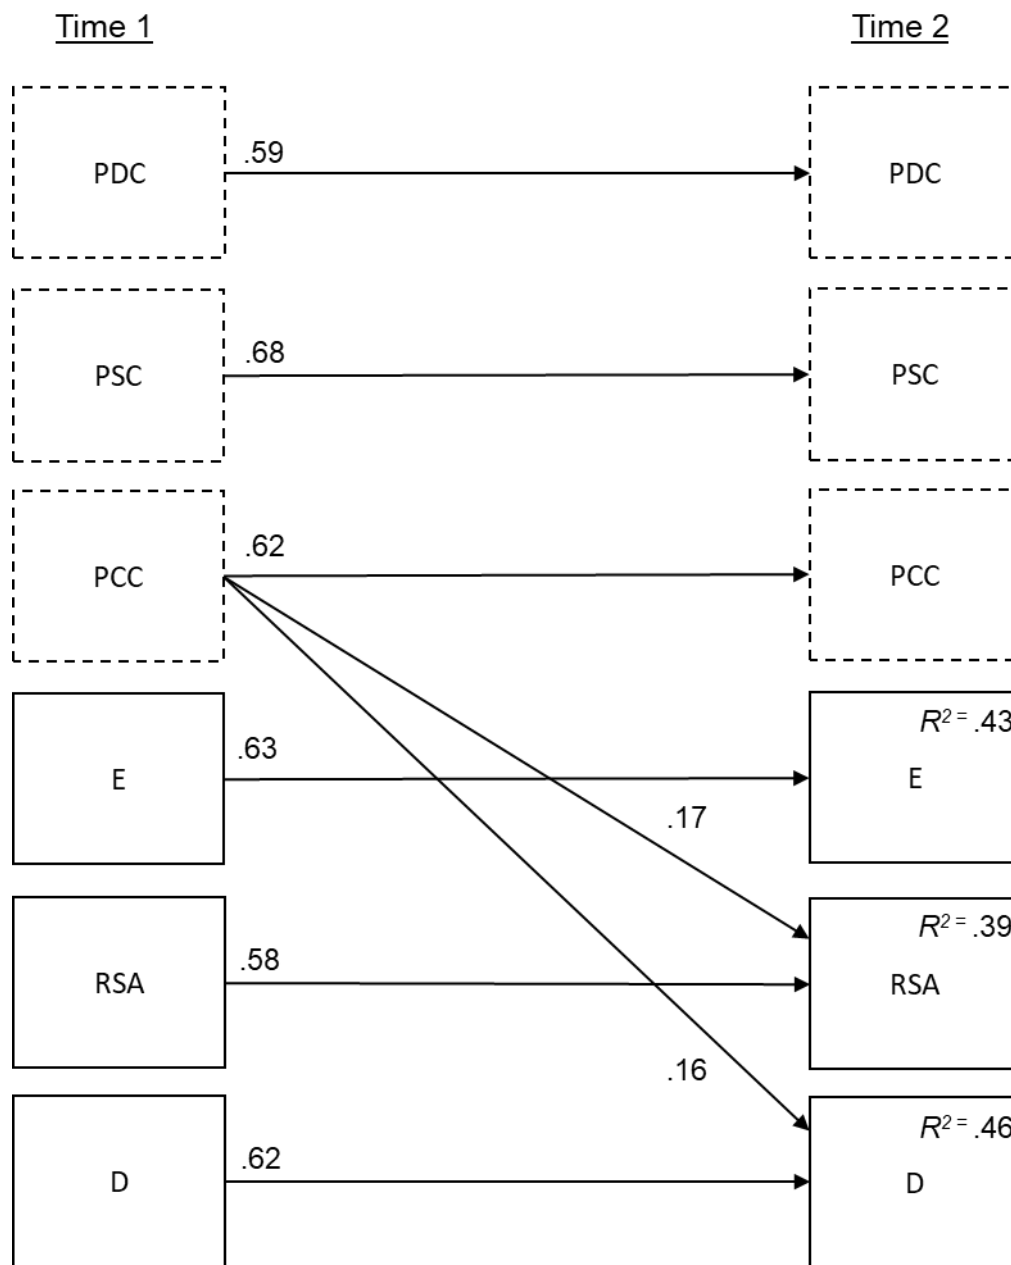 Time 1 Time 2
.59
PDC PDC
.68
PSC PSC
.62
PCC PCC
R² = .43
.63
E E
.17
R² = .39
.58
RSA RSA
.16
R² = .46
.62
D D